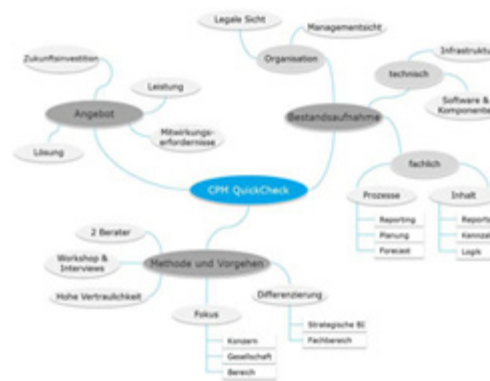 Legale Sicht
Managementsicht
Organisation
Zukunftsinvestition
Leistung
Angebot
Mitwirkungs-
erfordernisse
Lösung
technisch
Software &
Bestandsaufnahme
fachlich
CPM QuickCheck
Prozesse
Inhalt
Reporting
Planung
Forecast
Logik
2 Berater
Workshop &
Interviews
Hohe Vertraulichkeit
Methode und Vorgehen
Differenzierung
Strategische BI
Fachbereich
Fokus
Konzern
Gesellschaft
Bereich